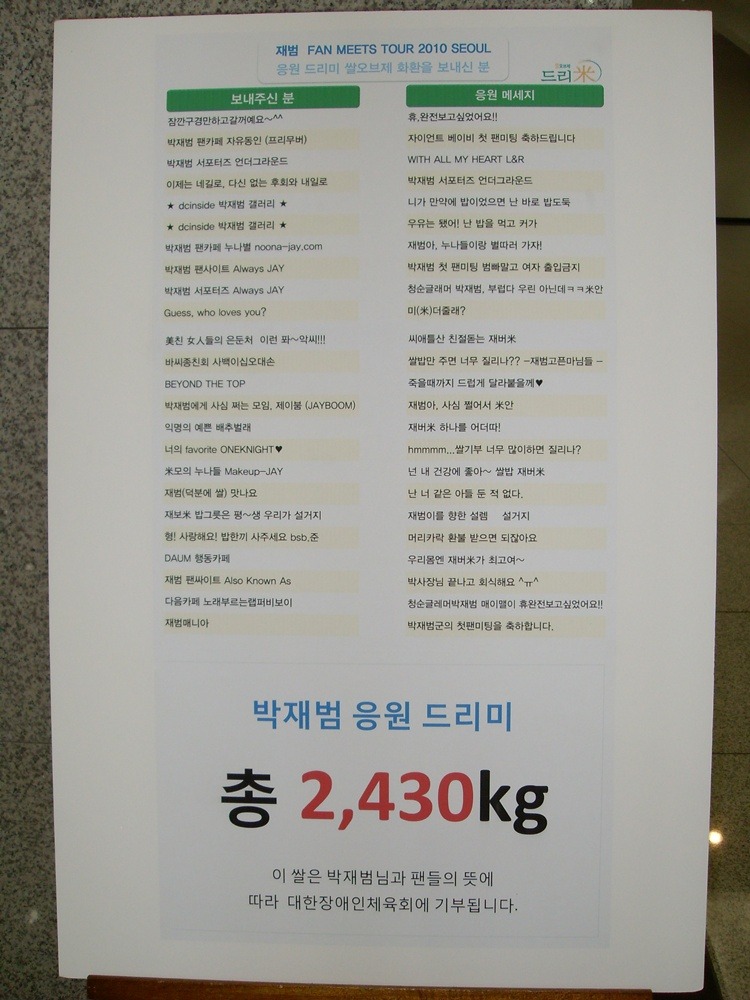 재범 FAN MEETS TOUR 2010 SEOUL
응원 드리미 쌀오브제 화환을 보내신 분
드리米
보내주신 분 응원 메세지
잠깐구경만하고갈꺼예요~^^ 휴,완전보고싶었어요!!
박재범 팬카페 자유동인 (프리무버) 자이언트 베이비 첫 팬미팅 축하드립니다
박재범 서포터즈 언더그라운드 WITH ALL MY HEART L&R
이제는 네길로, 다신 없는 후회와 내일로 박재범 서포터즈 언더그라운드
★ dcinside 박재범 갤러리 ★ 니가 만약에 밥이었으면 난 바로 밥도둑
★ dcinside 박재범 갤러리 ★ 우유는 됐어! 난 밥을 먹고 커가
박재범 팬카페 누나별 noona-jay.com 재범아, 누나들이랑 별따러 가자!
박재범 팬사이트 Always JAY 박재범 첫 팬미팅 범빠말고 여자 출입금지
박재범 서포터즈 Always JAY 청순글래머 박재범, 부럽다 우린 아닌데ㅋㅋ米안
Guess, who loves you? 미(米)더줄래?
美친 女人들의 은둔처 이런 꽈~악씨!!! 씨애틀산 친절돋는 재버米
바씨종친회 사백이십오대손 쌀밥만 주면 너무 질리나?? -재범고픈마님들 -
BEYOND THE TOP 죽을때까지 드럽게 달라붙을께♥
박재범에게 사심 쩌는 모임, 제이붐 (JAYBOOM) 재범아, 사심 쩔어서 米안
익명의 예쁜 배추벌래 재버米 하나를 어더따!
너의 favorite ONEKNIGHT♥ hmmmm...쌀기부 너무 많이하면 질리나?
米모의 누나들 Makeup-JAY 넌 내 건강에 좋아~ 쌀밥 재버米
재범(덕분에 쌀) 맛나요 난 너 같은 아들 둔 적 없다.
재보米 밥그릇은 평~생 우리가 설거지 재범이를 향한 설렘 설거지
형! 사랑해요! 밥한끼 사주세요 bsb.준 머리카락 환불 받으면 되잖아요
DAUM 행동카페 우리몸엔 재버米가 최고여~
재범 팬싸이트 Also Known As 박사장님 끝나고 회식해요 ^ㅠ^
다음카페 노래부르는랩퍼비보이 청순글레머박재범 매이맬이 휴완전보고싶었어요!!
재범매니아 박재범군의 첫팬미팅을 축하합니다.
박재범 응원 드리미
총 2,430kg
이 쌀은 박재범님과 팬들의 뜻에
따라 대한장애인체육회에 기부됩니다.